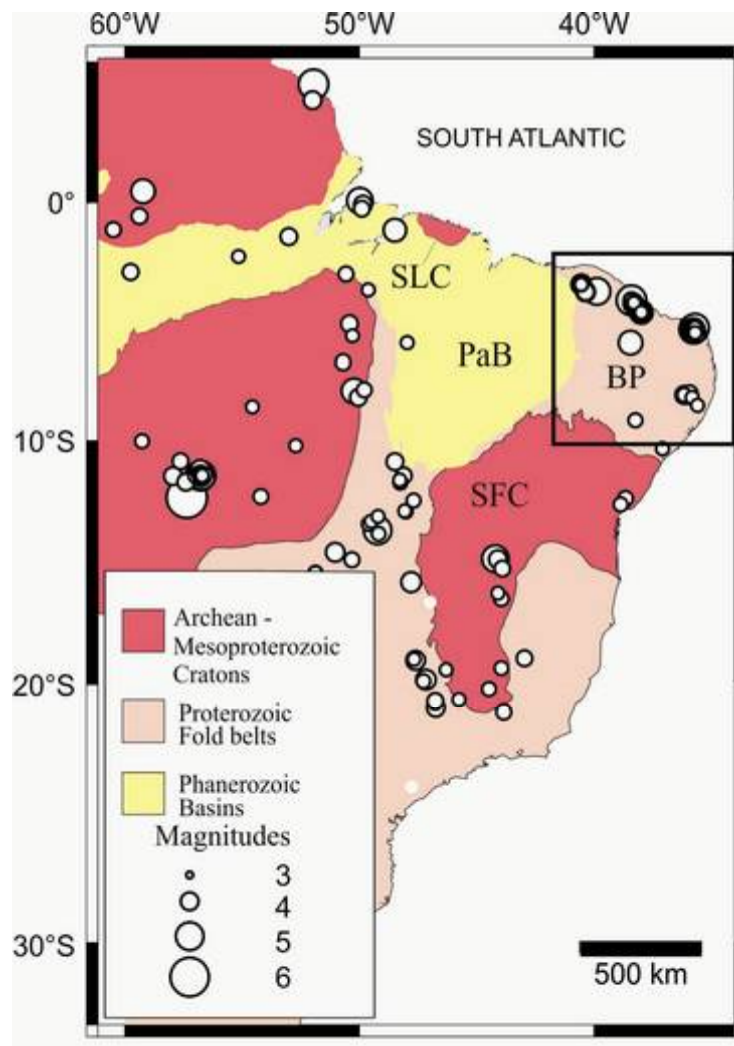 60°W 50°W 40°W
SOUTH ATLANTIC
0°
SLC
PaB
BP
10°S
SFC
Archean -
Mesoproterozoic
Cratons
20°S
Proterozoic
Fold belts
Phanerozoic
Basins
Magnitudes
3
4
5
30°S
6
500 km